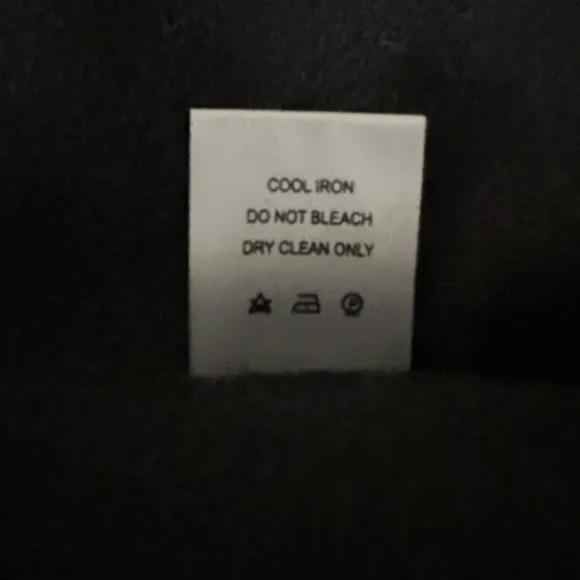 COOL IRON
DO NOT BLEACH
DRY CLEAN ONLY
P